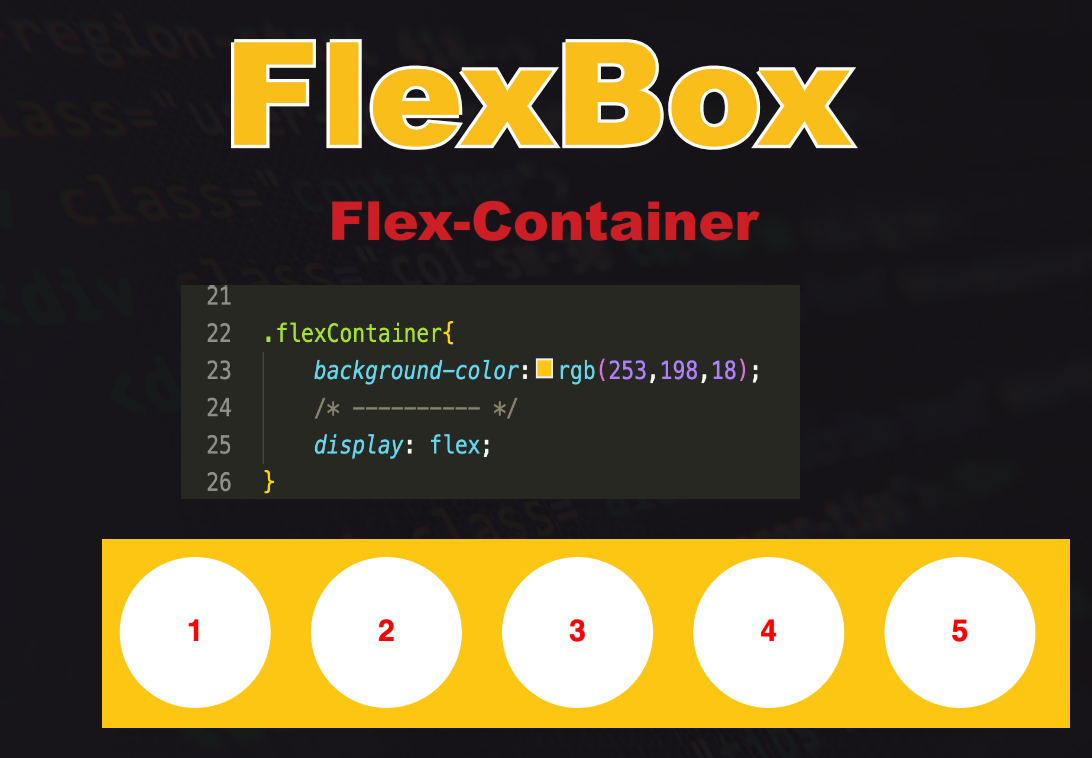 FlexBox
Flex-Container
21
22 .flexContainer{
23 background-color: rgb(253,198,18);
24 /* ---------- */
25 display: flex;
26 }
1 2 3 4 5